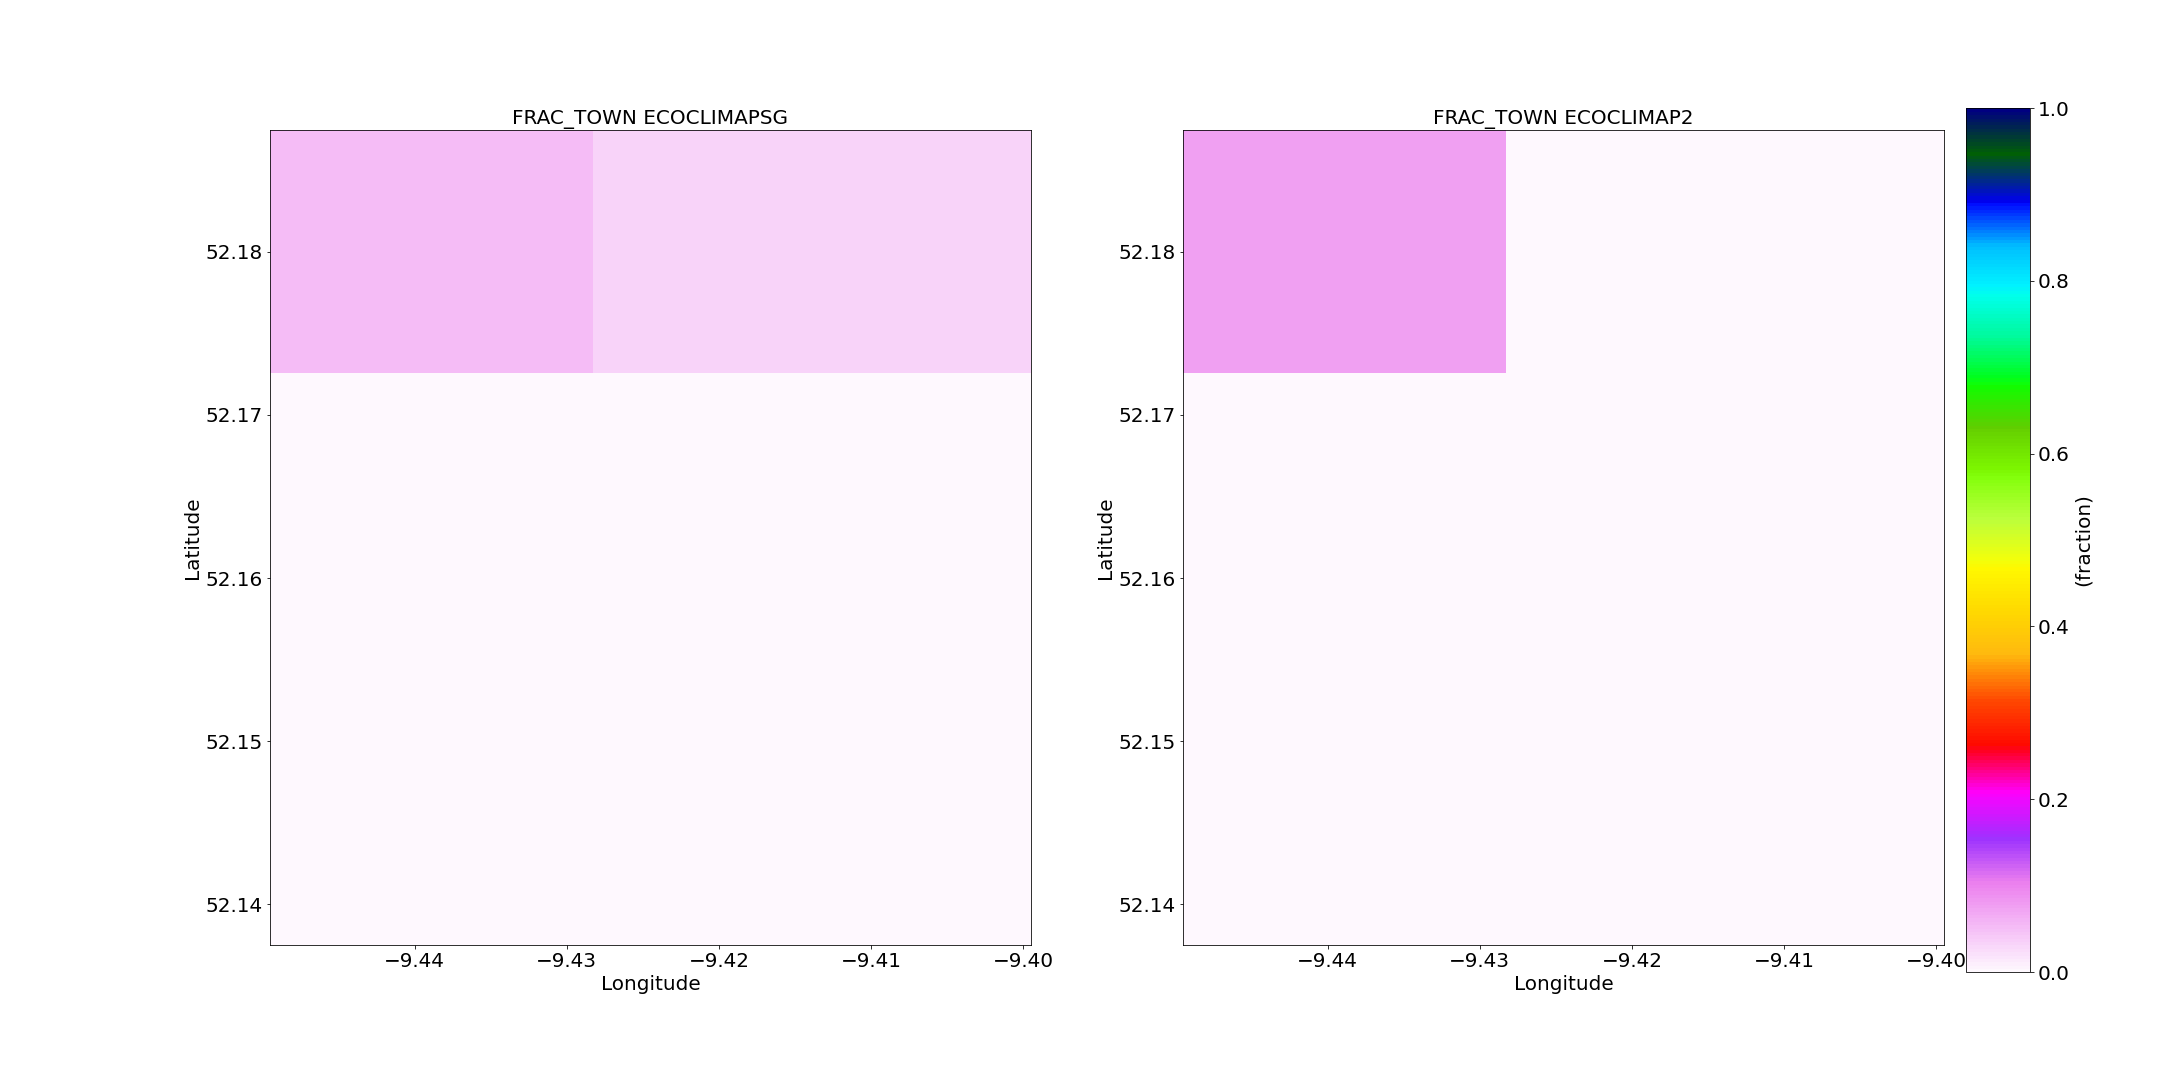 FRAC_TOWN ECOCLIMAPSG
52.18
52.17
52.16
52.15
52.14
Latitude
−9.44 −9.43 −9.42 −9.41 −9.40
Longitude
FRAC_TOWN ECOCLIMAP2
52.18
52.17
52.16
52.15
52.14
Latitude
−9.44 −9.43 −9.42 −9.41 −9.40
Longitude
1.0
0.8
0.6
0.4
0.2
0.0
(fraction)